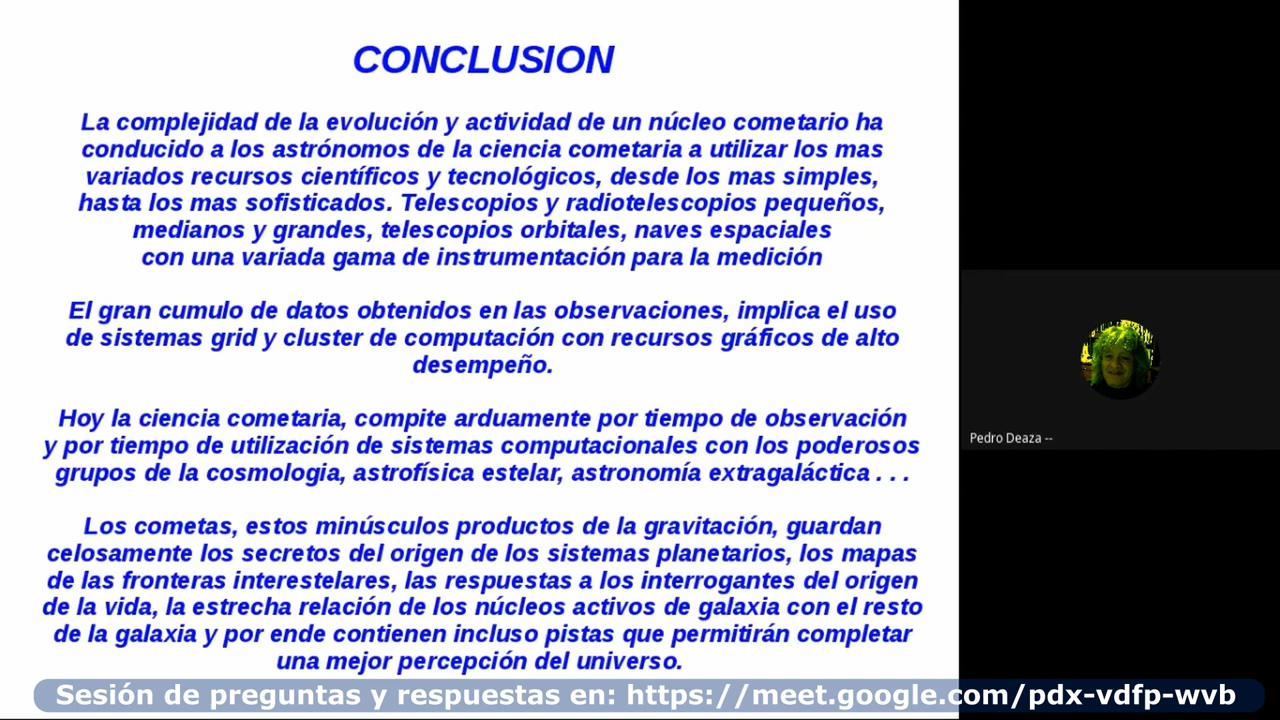 CONCLUSION
La complejidad de la evolución y actividad de un núcleo cometario ha
conducido a los astrónomos de la ciencia cometaria a utilizar los mas
variados recursos científicos y tecnológicos, desde los mas simples,
hasta los mas sofisticados. Telescopios y radiotelescopios pequeños,
medianos y grandes, telescopios orbitales, naves espaciales
con una variada gama de instrumentación para la medición
El gran cumulo de datos obtenidos en las observaciones, implica el uso
de sistemas grid y cluster de computación con recursos gráficos de alto
desempeño.
Hoy la ciencia cometaria, compite arduamente por tiempo de observación
y por tiempo de utilización de sistemas computacionales con los poderosos
grupos de la cosmologia, astrofísica estelar, astronomía extragaláctica . . .
Los cometas, estos minúsculos productos de la gravitación, guardan
celosamente los secretos del origen de los sistemas planetarios, los mapas
de las fronteras interestelares, las respuestas a los interrogantes del origen
de la vida, la estrecha relación de los núcleos activos de galaxia con el resto
de la galaxia y por ende contienen incluso pistas que permitirán completar
una mejor percepción del universo.
Pedro Deaza --
Sesión de preguntas y respuestas en: https://meet.google.com/pdx-vdfp-wvb